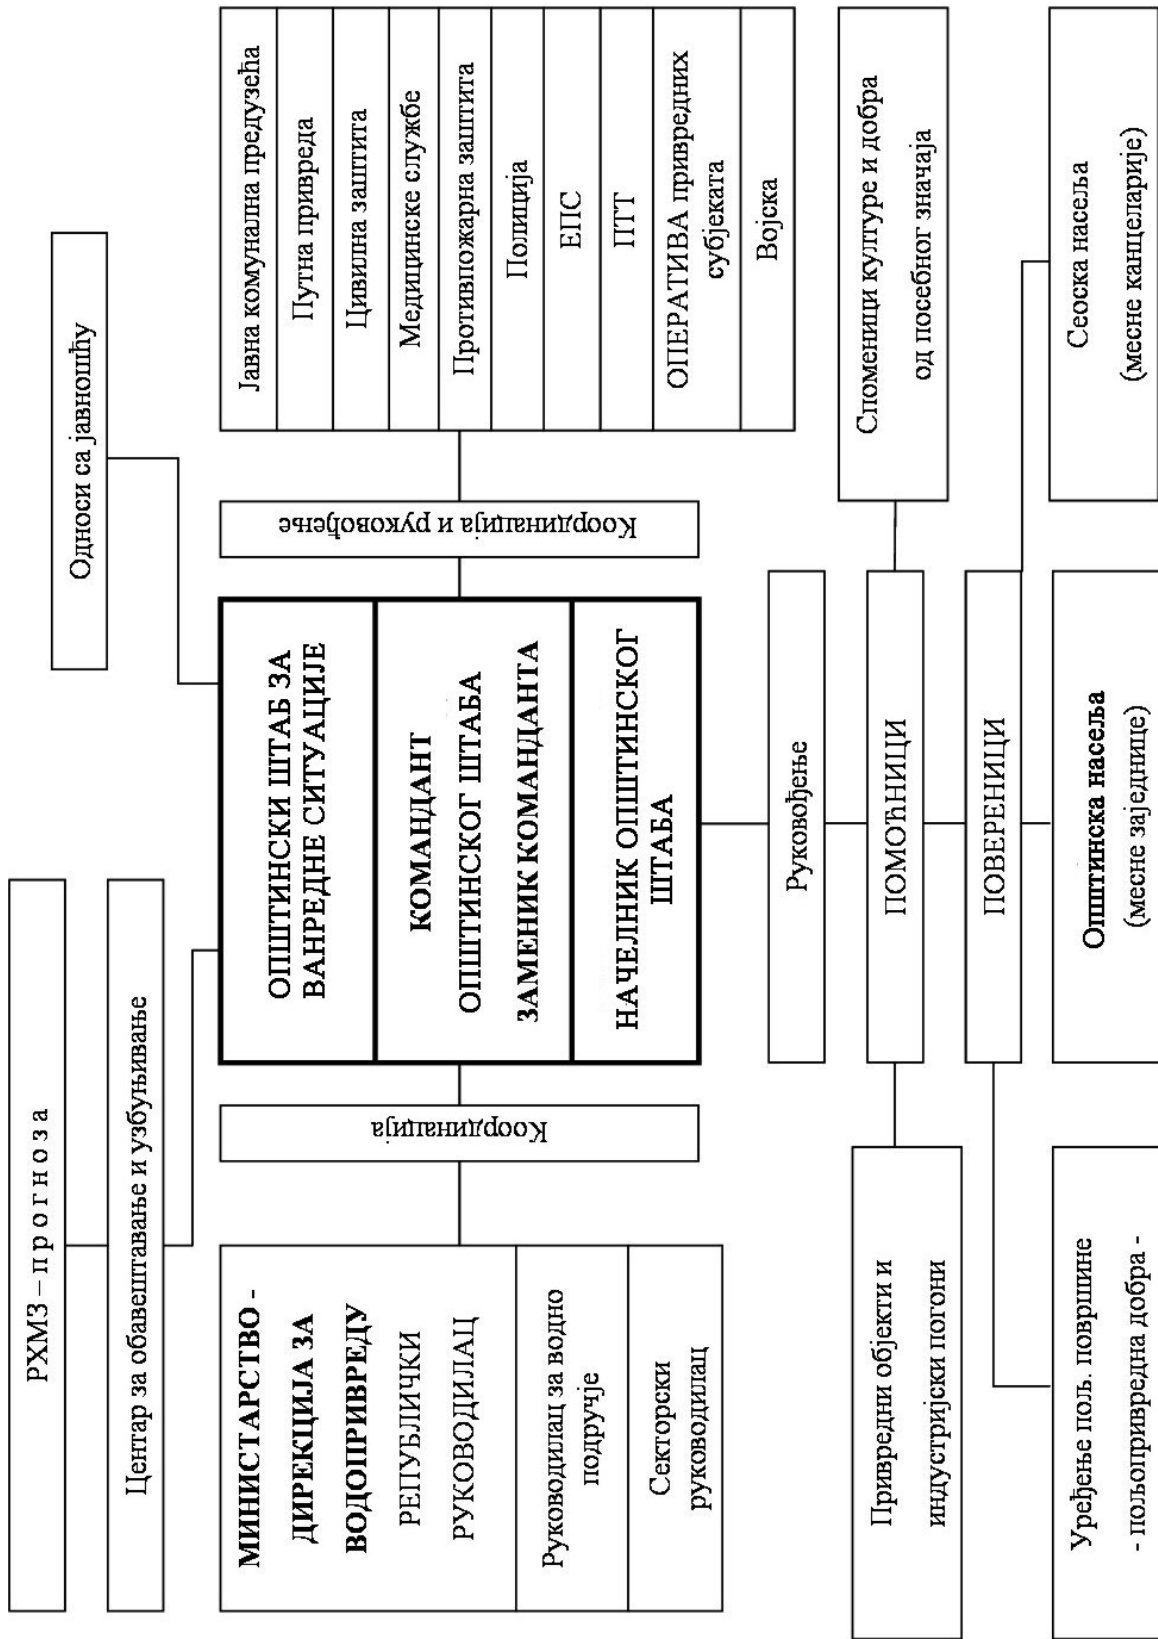 РХМЗ – п р о г н о з а
Центар за обавештавање и узбуњивање
Односи са јавношћу
МИНИСТАРСТВО -
ДИРЕКЦИЈА ЗА
ВОДОПРИВРЕДУ
РЕПУБЛИЧКИ
РУКОВОДИЛАЦ
Руководилац за водно
подручје
Секторски
руководилац
Координација
ОПШТИНСКИ ШТАБ ЗА
ВАНРЕДНЕ СИТУАЦИЈЕ
КОМАНДАНТ
ОПШТИНСКОГ ШТАБА
ЗАМЕНИК КОМАНДАНТА
НАЧЕЛНИК ОПШТИНСКОГ
ШТАБА
Координација и руковођење
Јавна комунална предузећа
Путна привреда
Цивилна заштита
Медицинске службе
Противпожарна заштита
Полиција
ЕПС
ПТТ
ОПЕРАТИВА привредних
субјеката
Војска
Руковођење
Привредни објекти и
индустријски погони
ПОМОЋНИЦИ
Споменици културе и добра
од посебног значаја
ПОВЕРЕНИЦИ
Уређење пољ. површине
- пољопривредна добра -
Општинска насеља
(месне заједнице)
Сеоска насеља
(месне канцеларије)